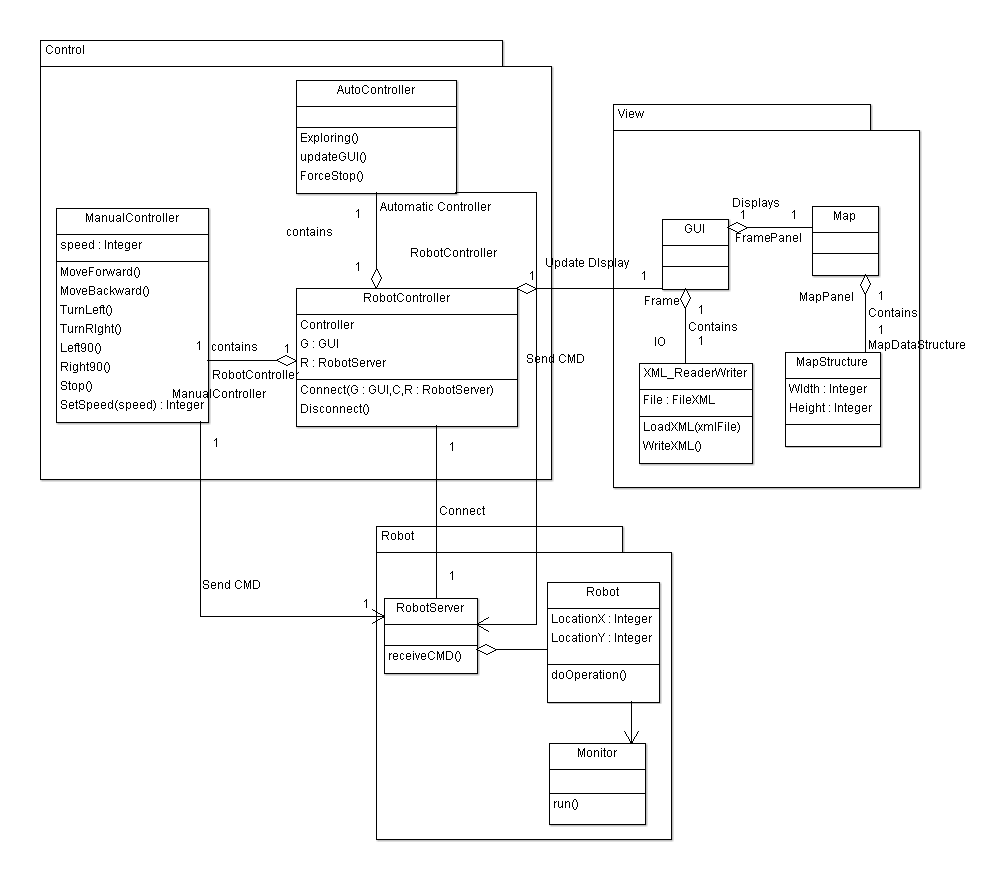 Control
AutoController
Exploring()
updateGUI()
ForceStop()
1
Automatic Controller
contains
1
RobotController
ManualController
speed : Integer
MoveForward()
MoveBackward()
TurnLeft()
TurnRIght()
Left90()
Right90()
Stop()
SetSpeed(speed) : Integer
1
contains
1
RobotController
ManualController
RobotController
Controller
G : GUI
R : RobotServer
Connect(G : GUI,C,R : RobotServer)
Disconnect()
1
Update DIsplay
1
Send CMD
1
1
Connect
1
Send CMD
1
View
GUI
Displays
1
1
FramePanel
Map
Frame
1
Contains
IO
1
MapPanel
1
Contains
1
MapDataStructure
XML_ReaderWriter
File : FileXML
LoadXML(xmlFile)
WriteXML()
MapStructure
WIdth : Integer
Height : Integer
Robot
RobotServer
receiveCMD()
Robot
LocationX : Integer
LocationY : Integer
doOperation()
Monitor
run()